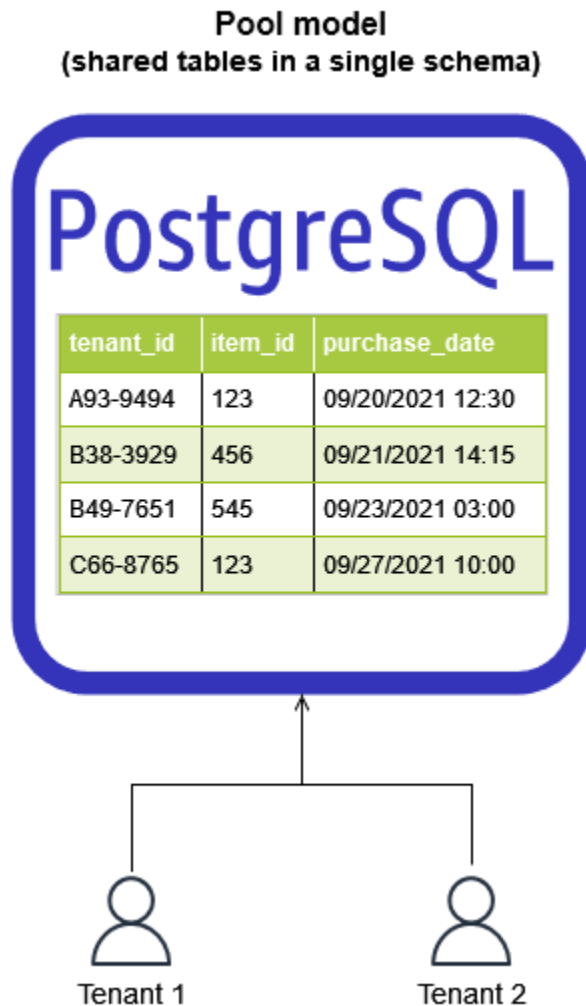 Pool model
(shared tables in a single schema)
PostgreSQL
tenant_id item_id purchase_date
A93-9494 123 09/20/2021 12:30
B38-3929 456 09/21/2021 14:15
B49-7651 545 09/23/2021 03:00
C66-8765 123 09/27/2021 10:00
Tenant 1 Tenant 2